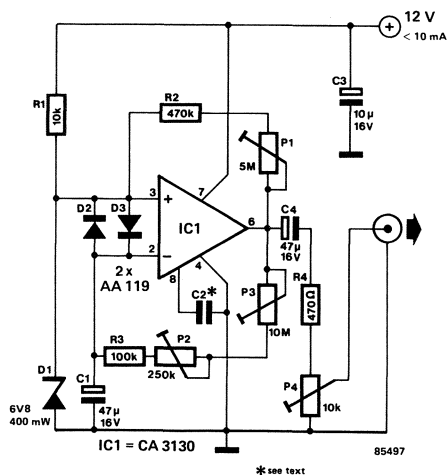 12 V
< 10 mA
R1
10k
R2
470k
C3
10µ
16V
P1
5M
D2
D3
3
+
7
6
IC1
2
−
2 x
AA 119
8
4
C2*
C4
47µ
16V
R4
470Ω
P3
10M
R3
100k
P2
250k
D1
6V8
400 mW
C1
47µ
16V
P4
10k
IC1 = CA 3130
85497
* see text